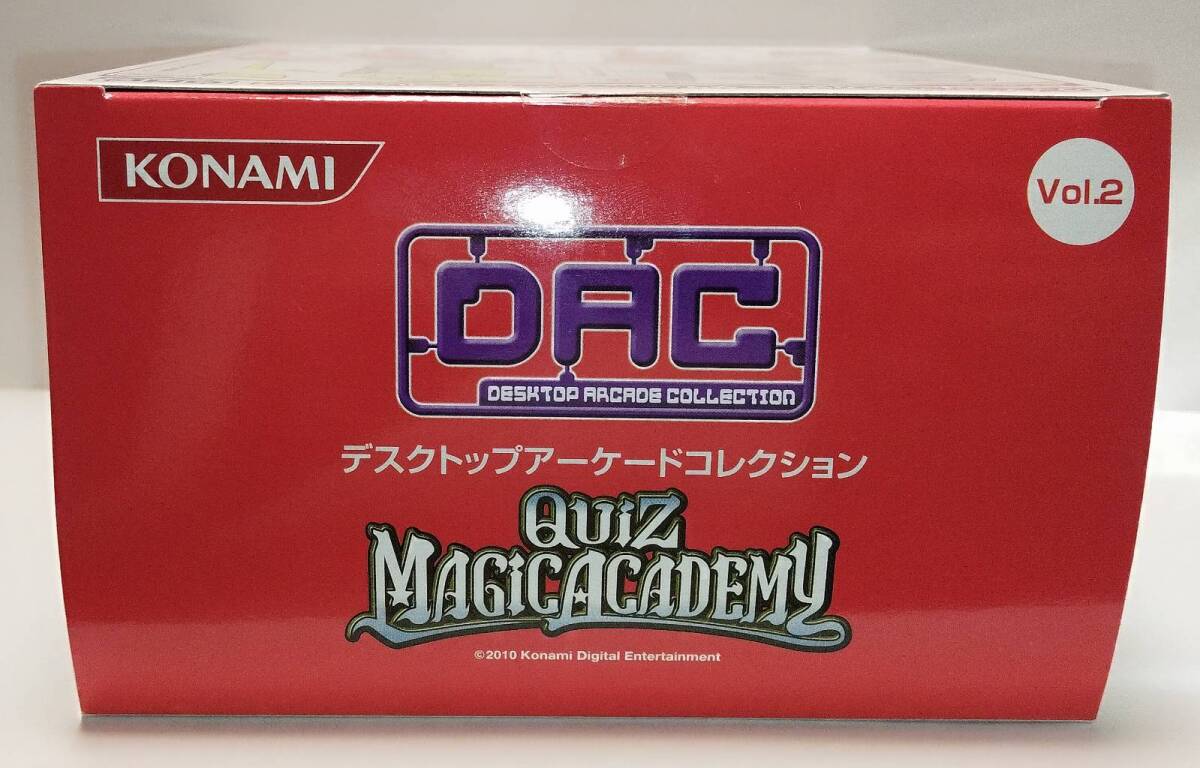 KONAMI
Vol.2
DAC
DESKTOP ARCADE COLLECTION
デスクトップアーケードコレクション
QUIZ
MAGICACADEMY
©2010 Konami Digital Entertainment